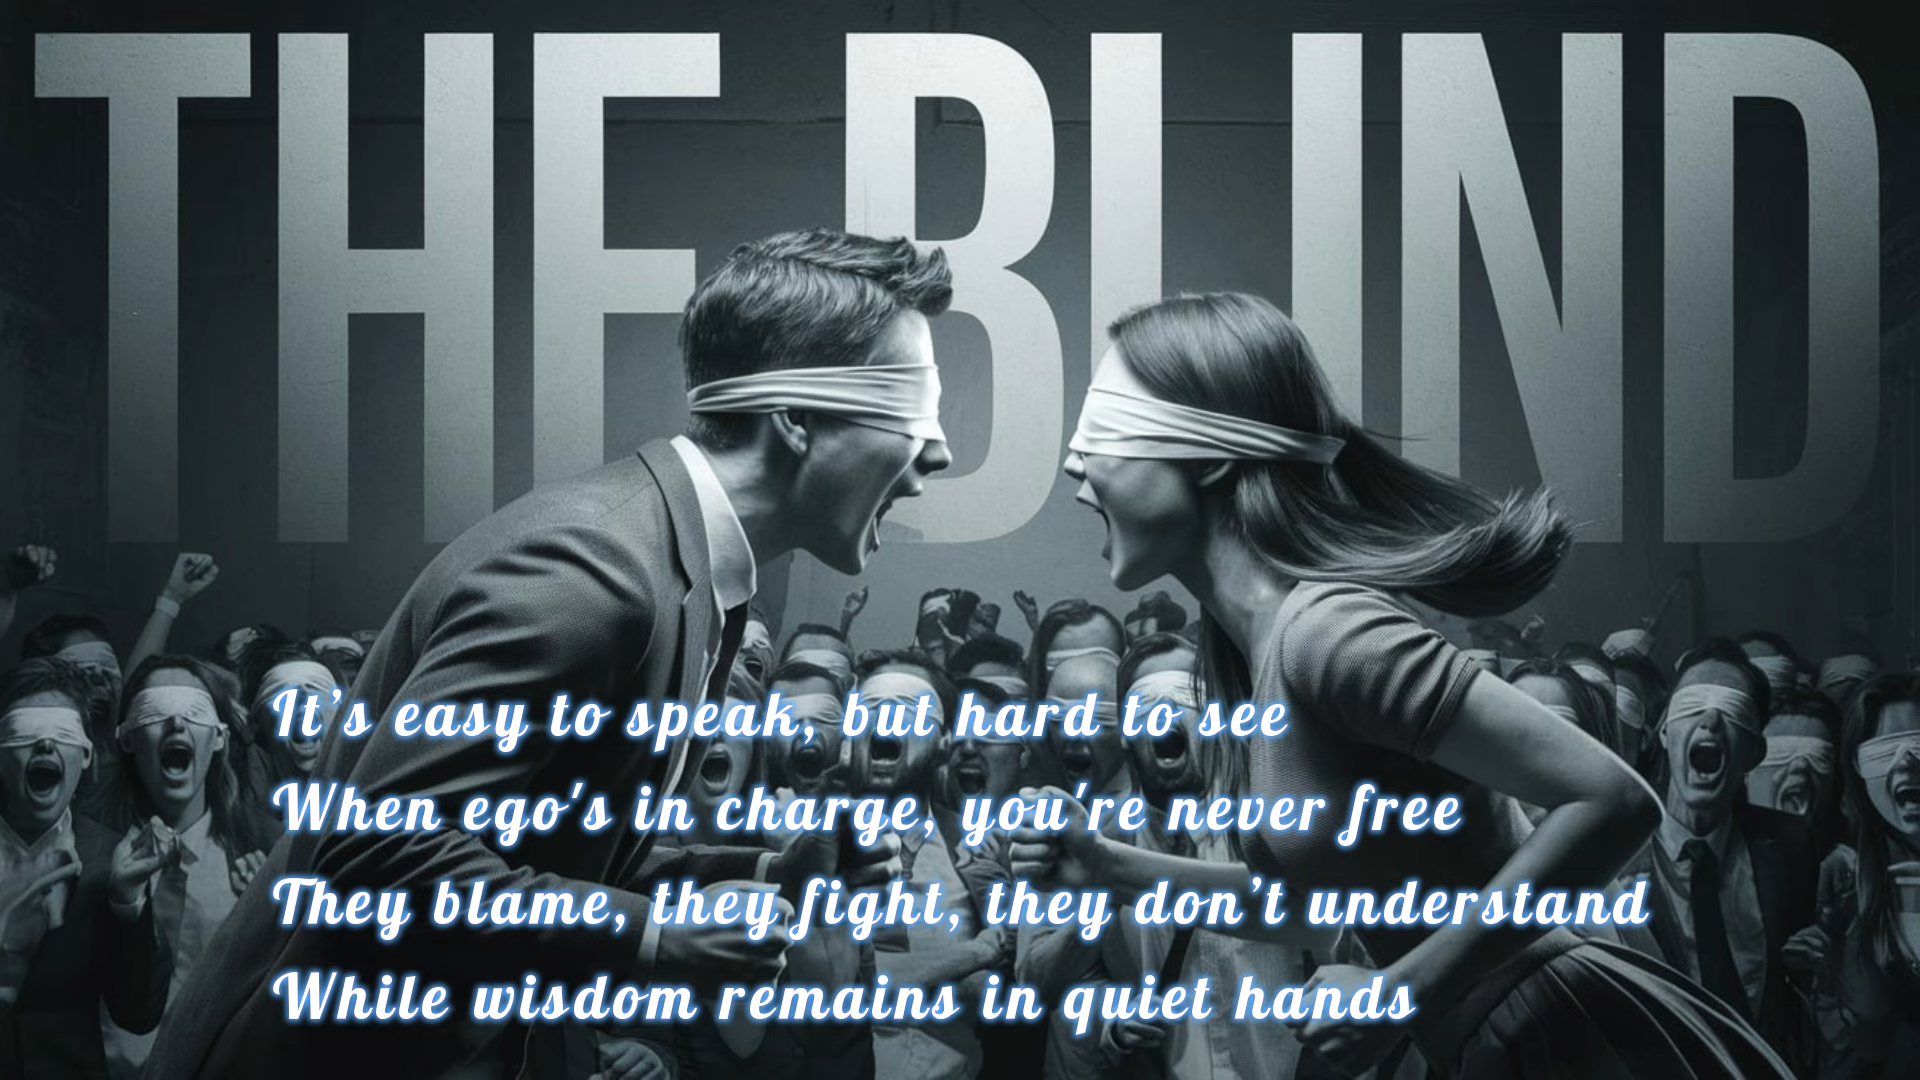 THE BLIND
It’s easy to speak, but hard to see
When ego's in charge, you're never free
They blame, they fight, they don’t understand
While wisdom remains in quiet hands